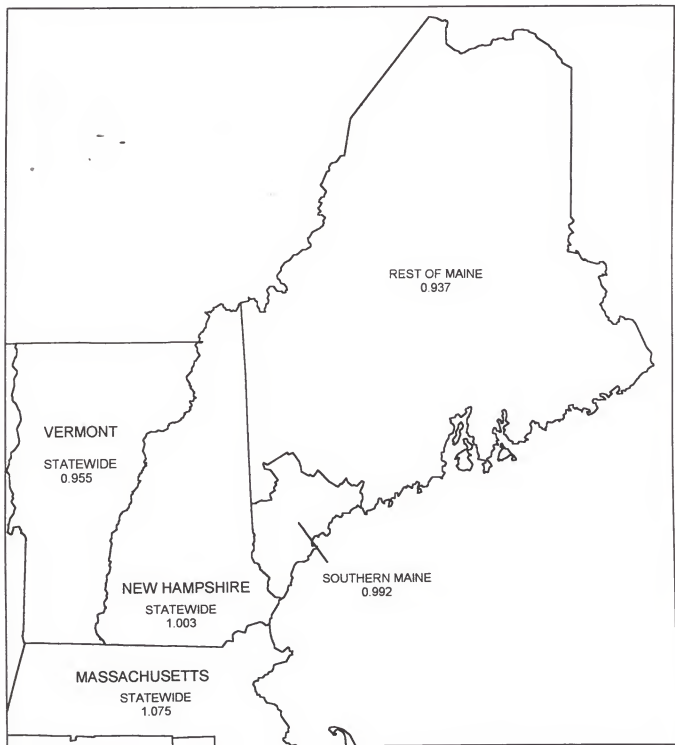 REST OF MAINE
0.937
VERMONT
STATEWIDE
0.955
SOUTHERN MAINE
0.992
NEW HAMPSHIRE
STATEWIDE
1.003
MASSACHUSETTS
STATEWIDE
1.075